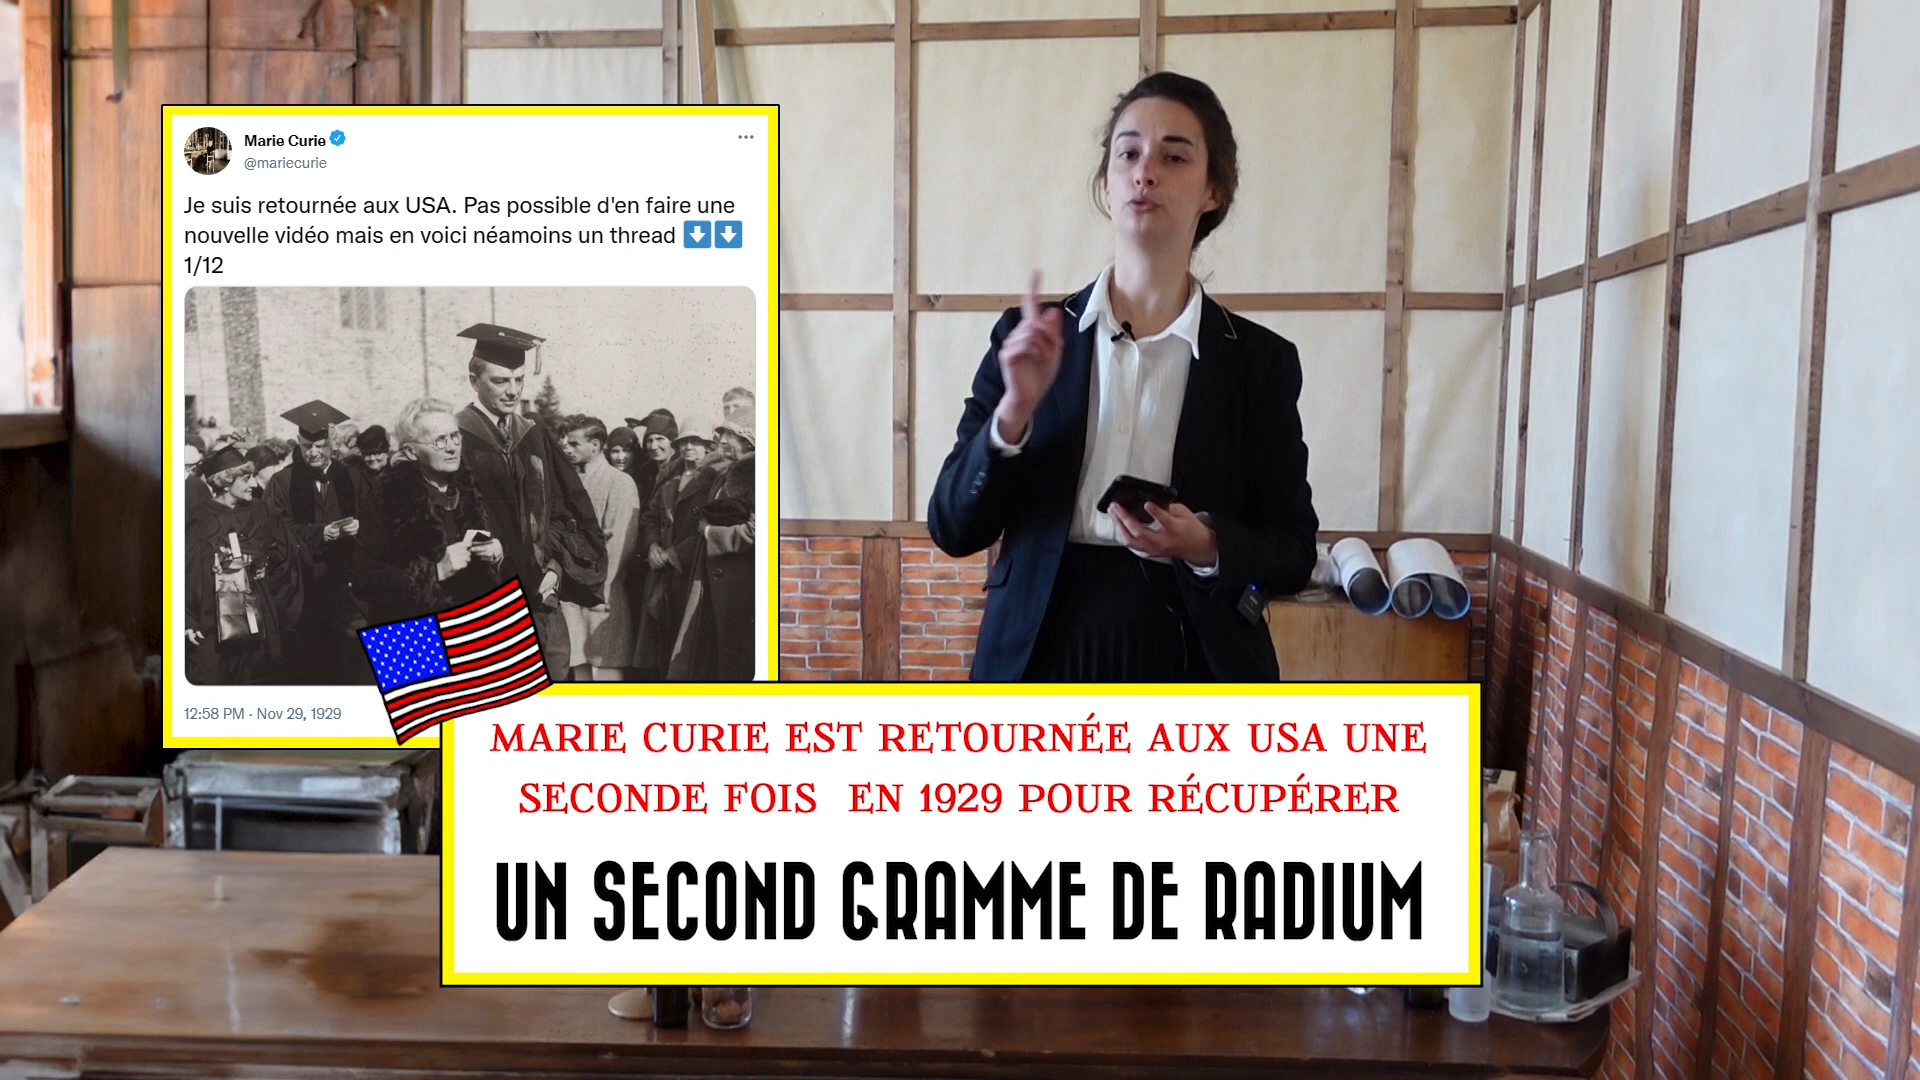 Marie Curie
@mariecurie
Je suis retournée aux USA. Pas possible d'en faire une
nouvelle vidéo mais en voici néamoins un thread ⬇️⬇️
1/12
12:58 PM · Nov 29, 1929
MARIE CURIE EST RETOURNÉE AUX USA UNE
SECONDE FOIS EN 1929 POUR RÉCUPÉRER
UN SECOND GRAMME DE RADIUM